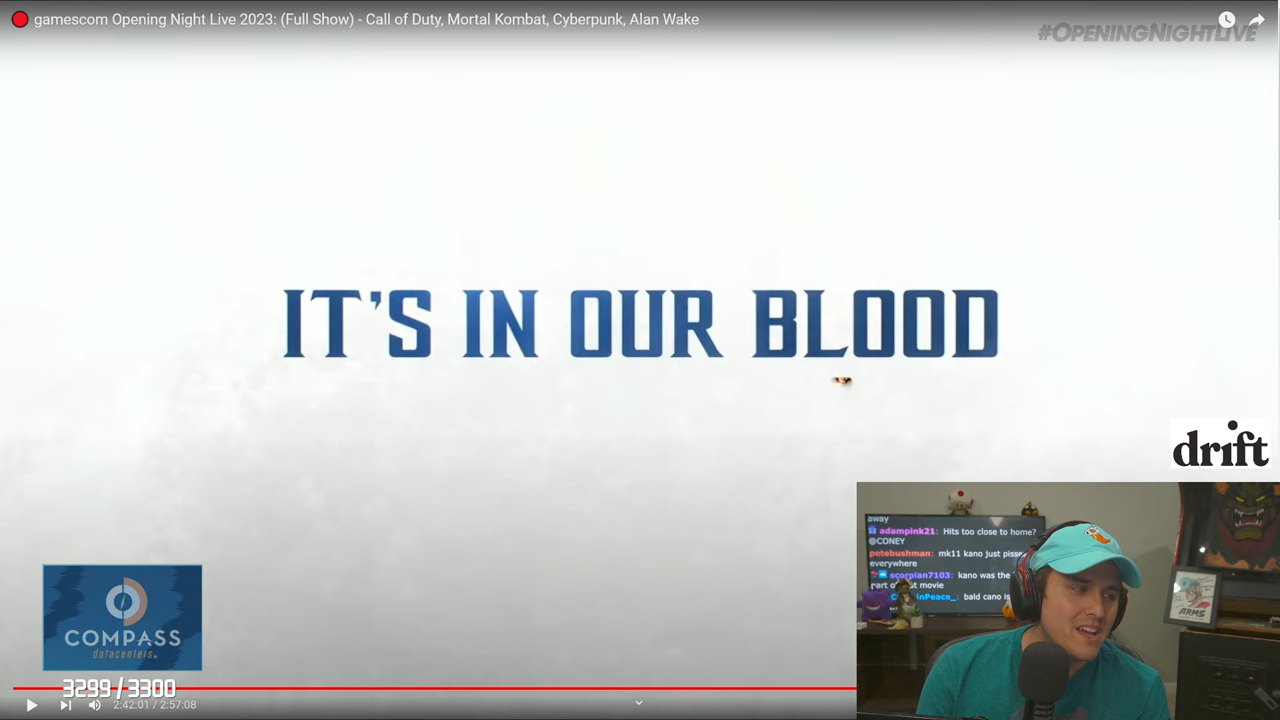 gamescom Opening Night Live 2023: (Full Show) - Call of Duty, Mortal Kombat, Cyberpunk, Alan Wake
#OPENINGNIGHTLIVE
IT'S IN OUR BLOOD
drift
away
adampink21: Hits too close to home?
@CONEY
petebushman: mk11 kano just
everywhere
scorpian7103: kano was the
part of movie
inPeace_: bald cano is
ARMS
COMPASS
datacenters
3299 / 3300
2:42:01 / 2:57:08